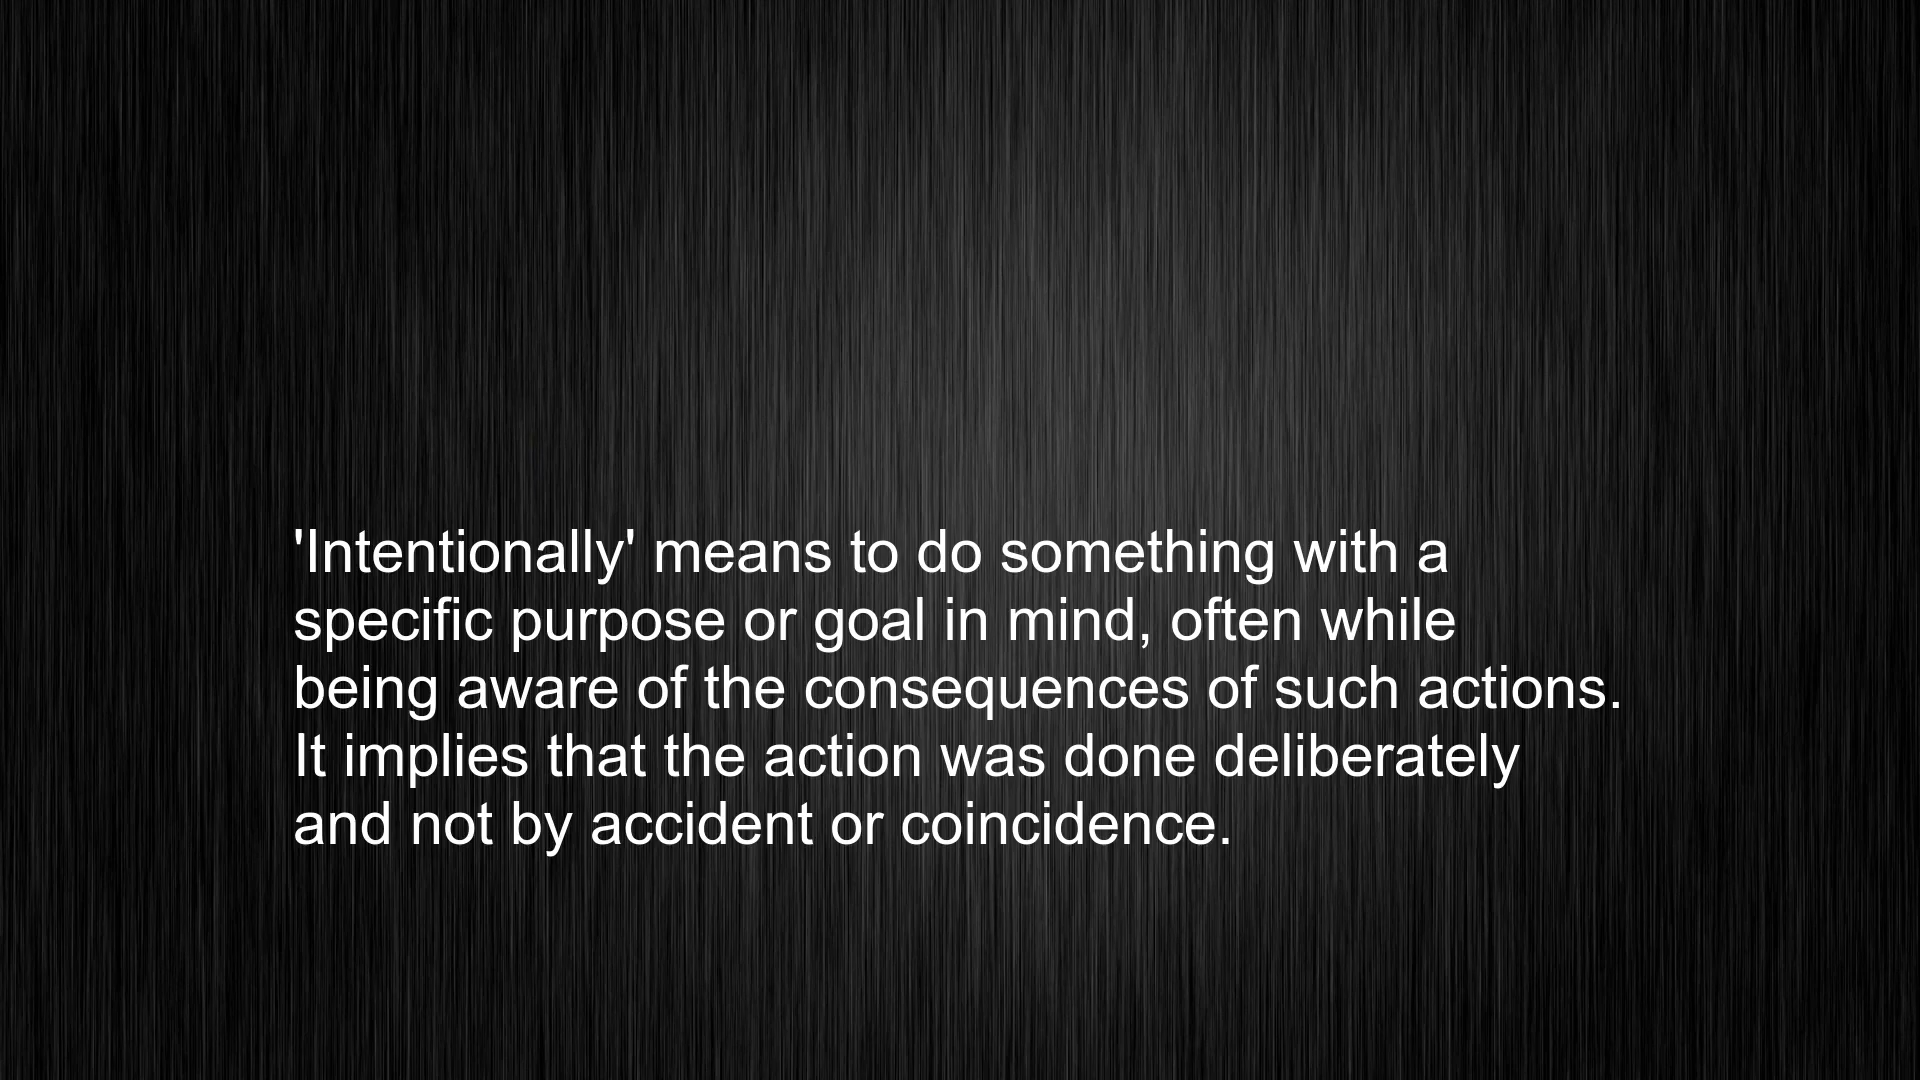 'Intentionally' means to do something with a
specific purpose or goal in mind, often while
being aware of the consequences of such actions.
It implies that the action was done deliberately
and not by accident or coincidence.